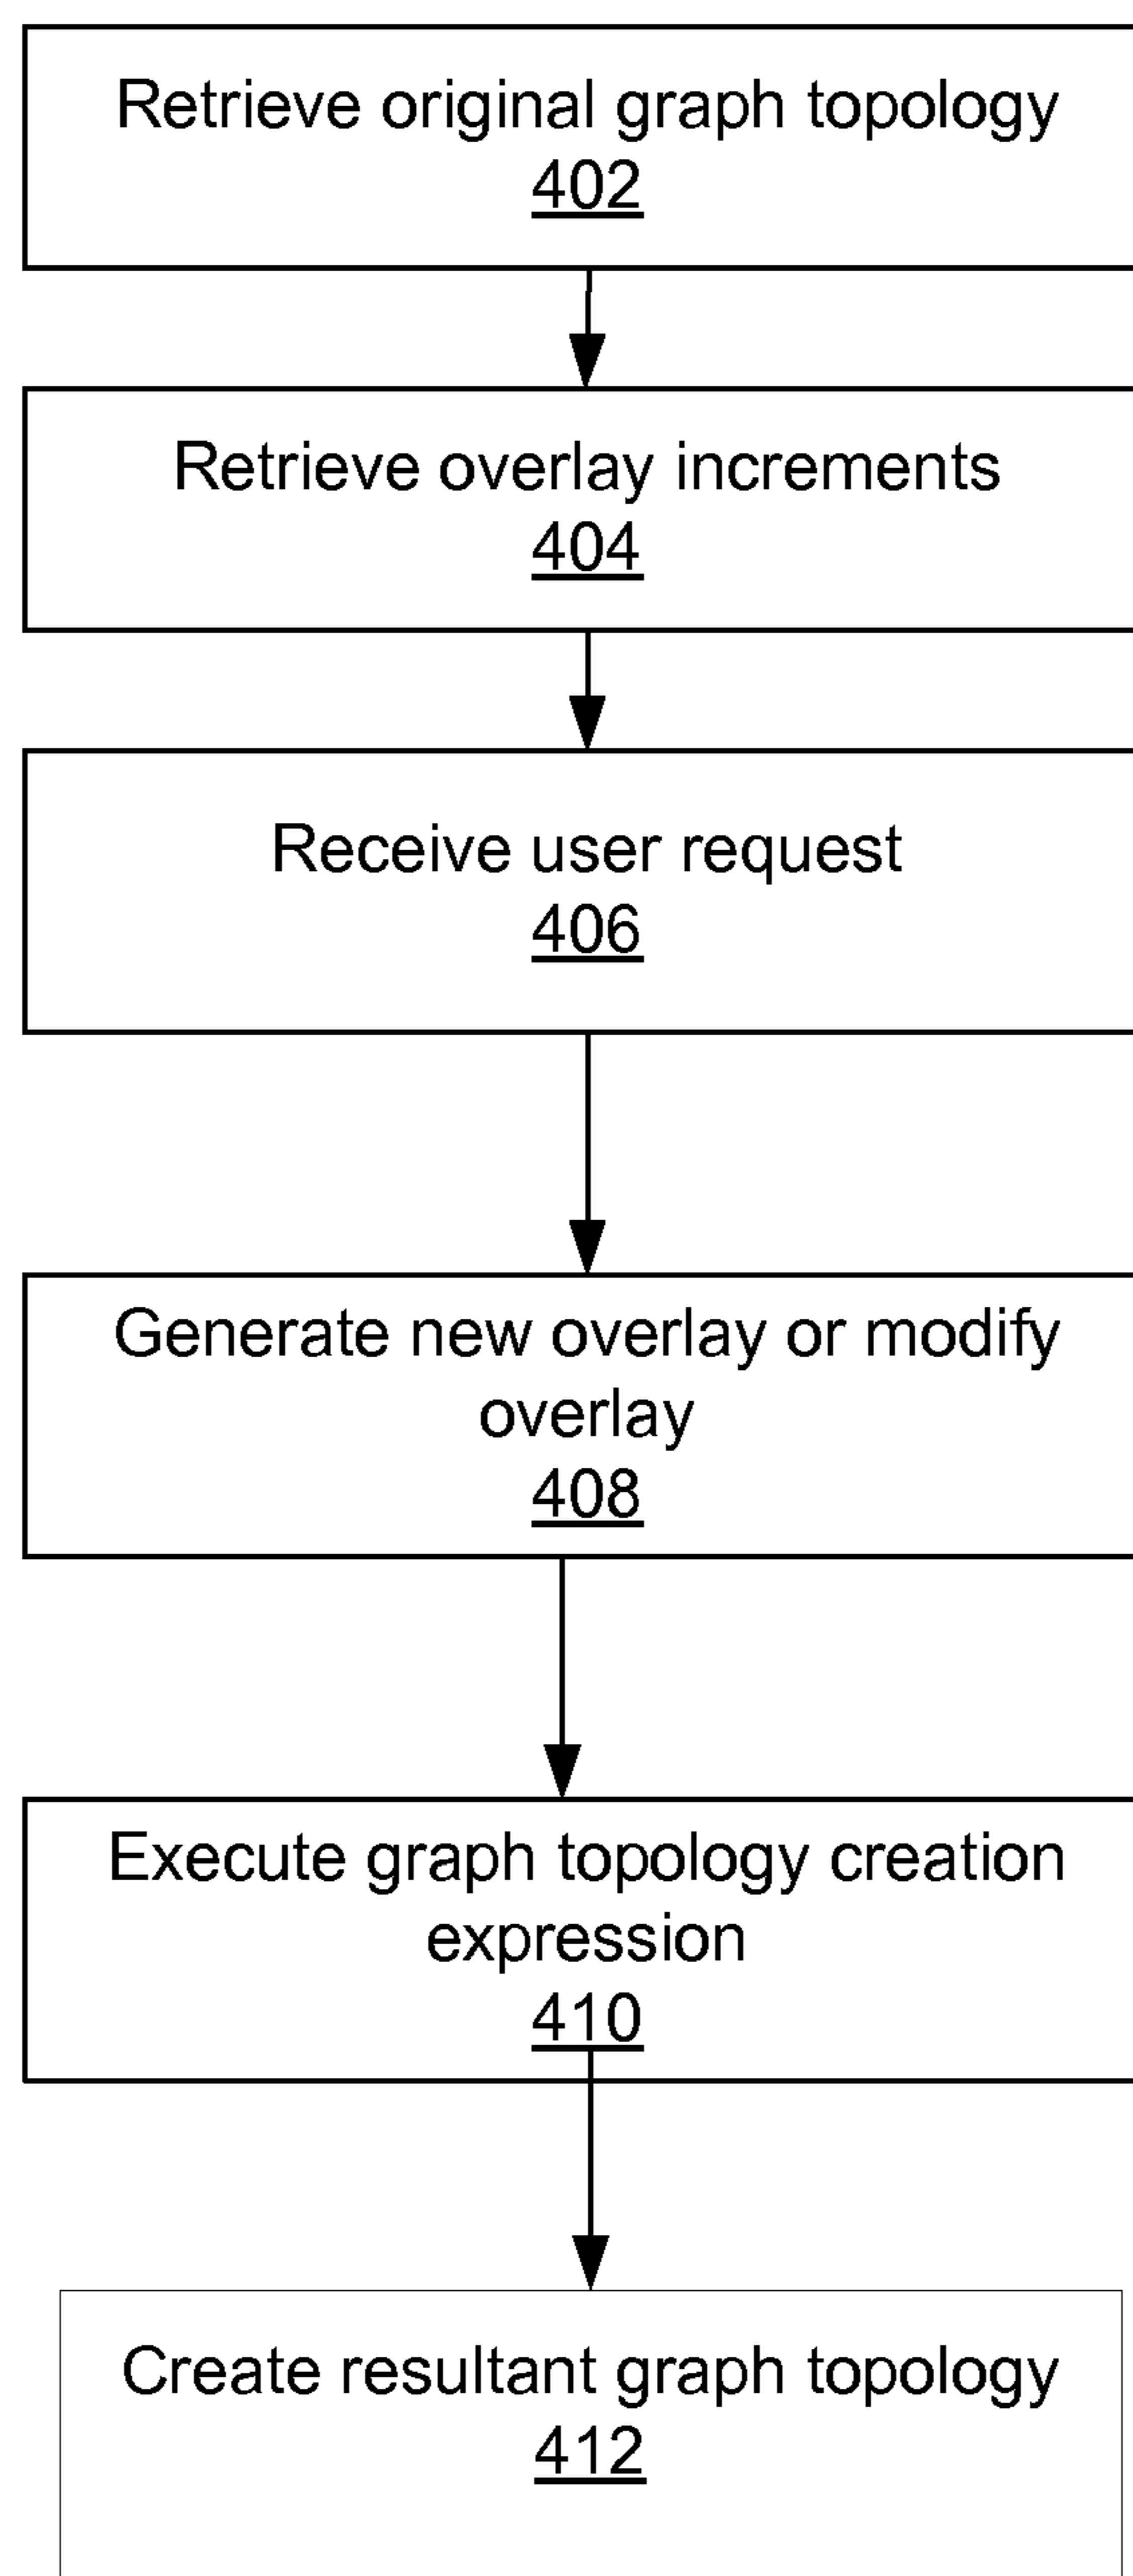 Retrieve original graph topology
402
Retrieve overlay increments
404
Receive user request
406
Generate new overlay or modify
overlay
408
Execute graph topology creation
expression
410
Create resultant graph topology
412